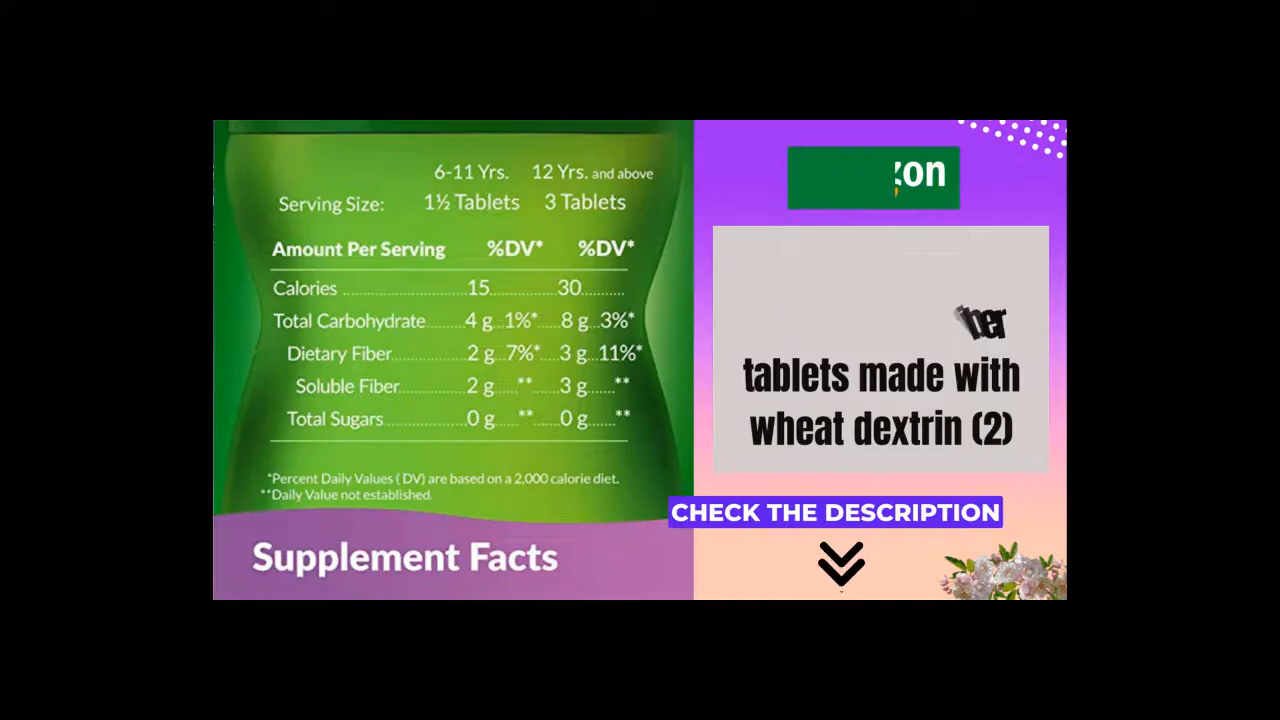 6-11 Yrs. 12 Yrs. and above
Serving Size: 1½ Tablets 3 Tablets
Amount Per Serving %DV* %DV*
Calories 15 30
Total Carbohydrate 4 g 1%* 8 g 3%*
Dietary Fiber 2 g 7%* 3 g 11%*
Soluble Fiber 2 g ** 3 g **
Total Sugars 0 g ** 0 g **
*Percent Daily Values (DV) are based on a 2,000 calorie diet.
**Daily Value not established.
Supplement Facts
tablets made with
wheat dextrin (2)
CHECK THE DESCRIPTION